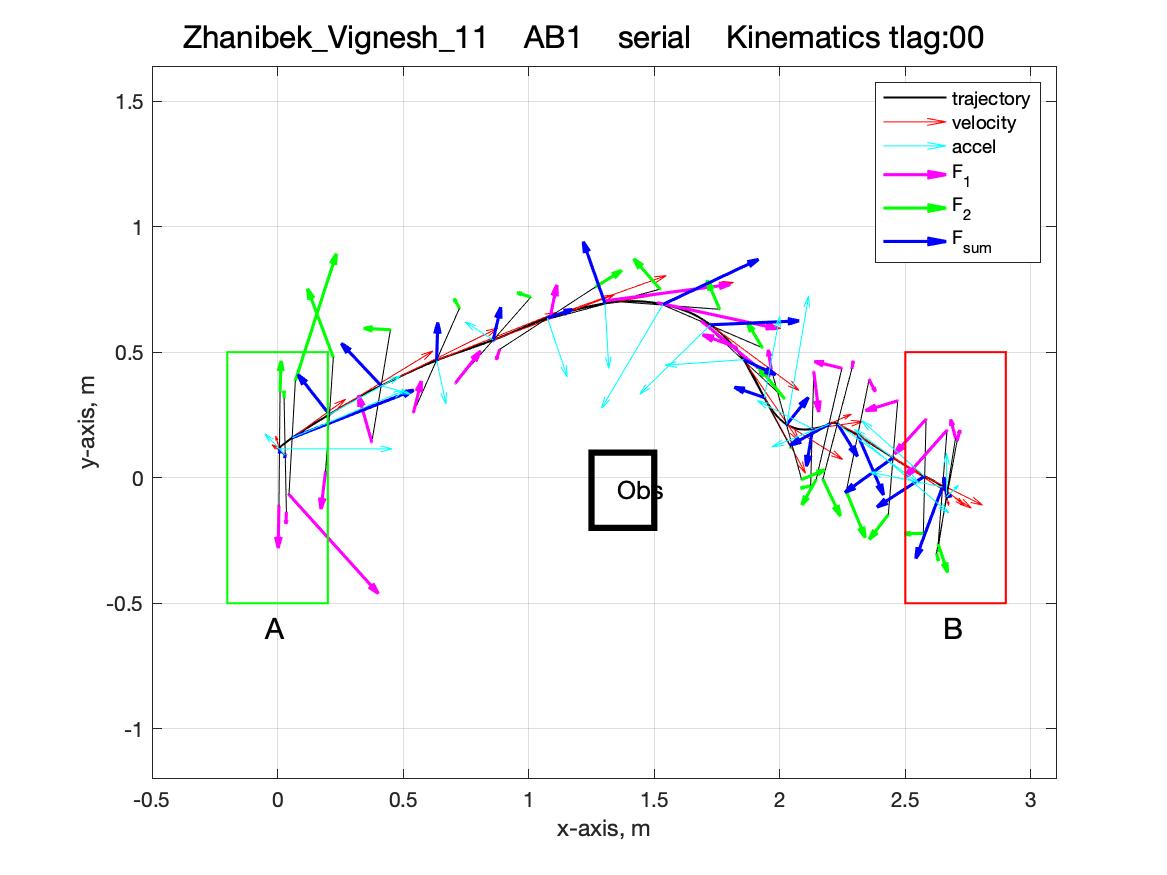 Zhanibek_Vignesh_11 AB1 serial Kinematics tlag:00
1.5
1
0.5
0
-0.5
-1
y-axis, m
trajectory
velocity
accel
F1
F2
Fsum
Obs
A
B
-0.5 0 0.5 1 1.5 2 2.5 3
x-axis, m